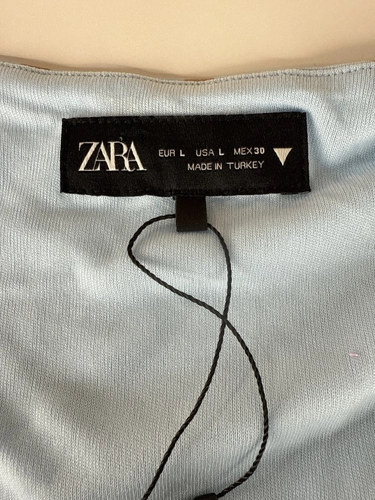 ZARA
EUR L USA L MEX 30
MADE IN TURKEY